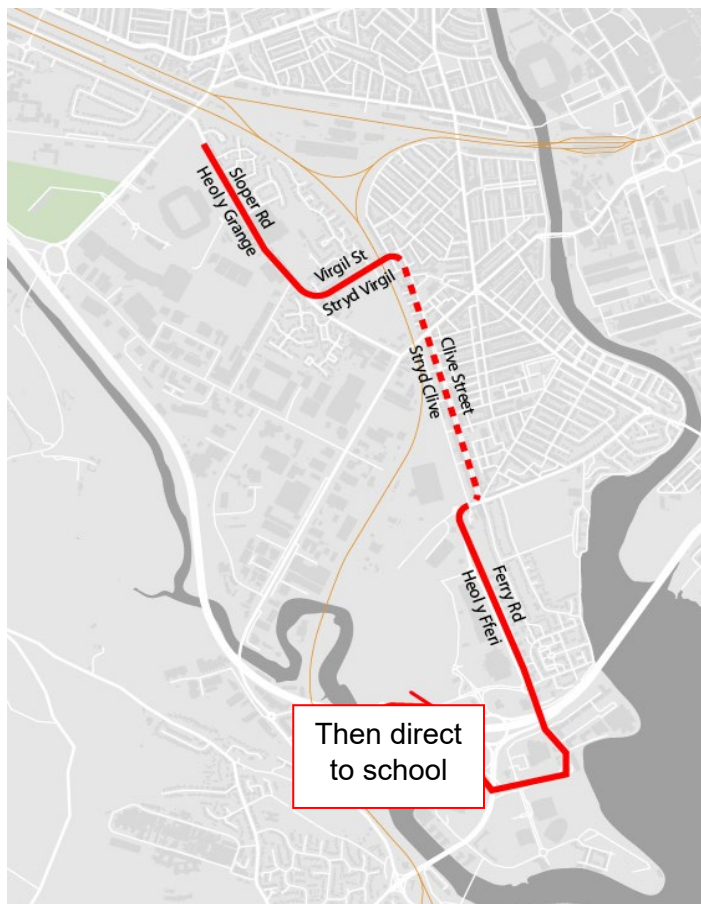 Sloper Rd
Heol y Grange
Virgil St
Stryd Virgil
Clive Street
Stryd Clive
Ferry Rd
Heol y Fferi
Then direct
to school